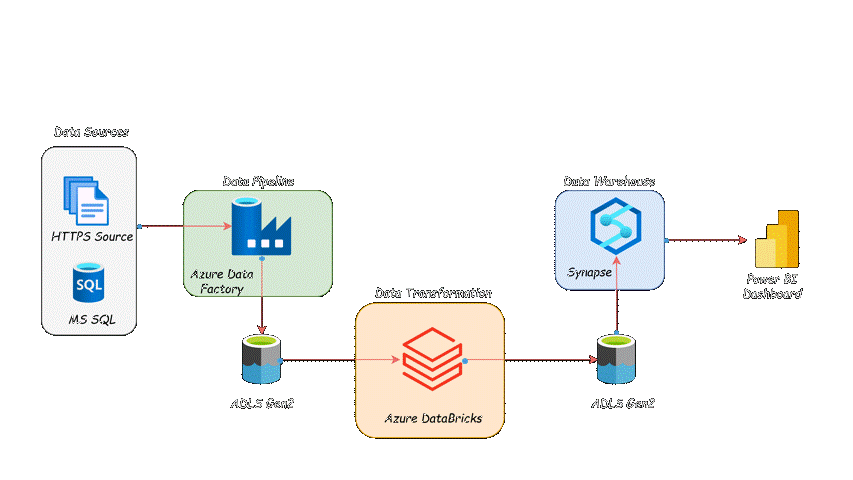 Data Sources
HTTPS Source
SQL
MS SQL
Data Pipeline
Azure Data
Factory
ADLS Gen2
Data Transformation
Azure DataBricks
ADLS Gen2
Data Warehouse
Synapse
Power BI
Dashboard